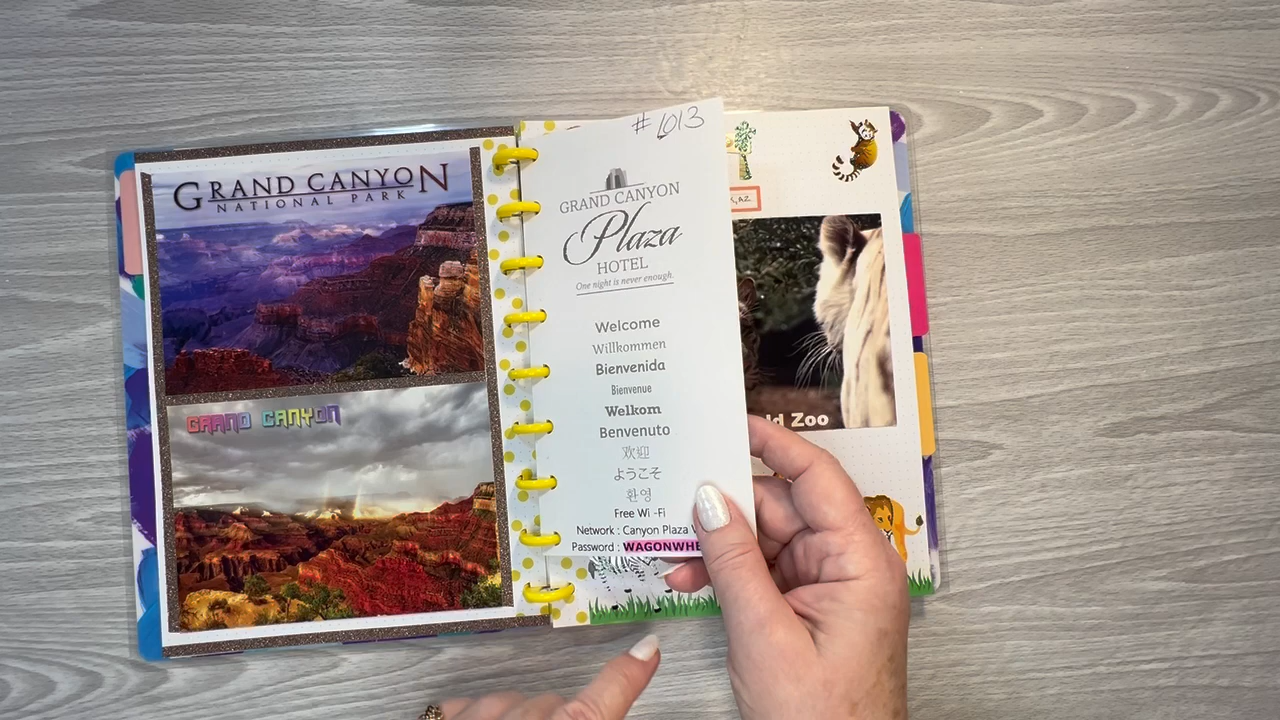 GRAND CANYON
NATIONAL PARK
GRAND CANYON
#1013
GRAND CANYON
Plaza
HOTEL
One night is never enough.
Welcome
Willkommen
Bienvenida
Bienvenue
Welkom
Benvenuto
欢迎
ようこそ
환영
Free Wi -Fi
Network : Canyon Plaza
Password :
Zoo